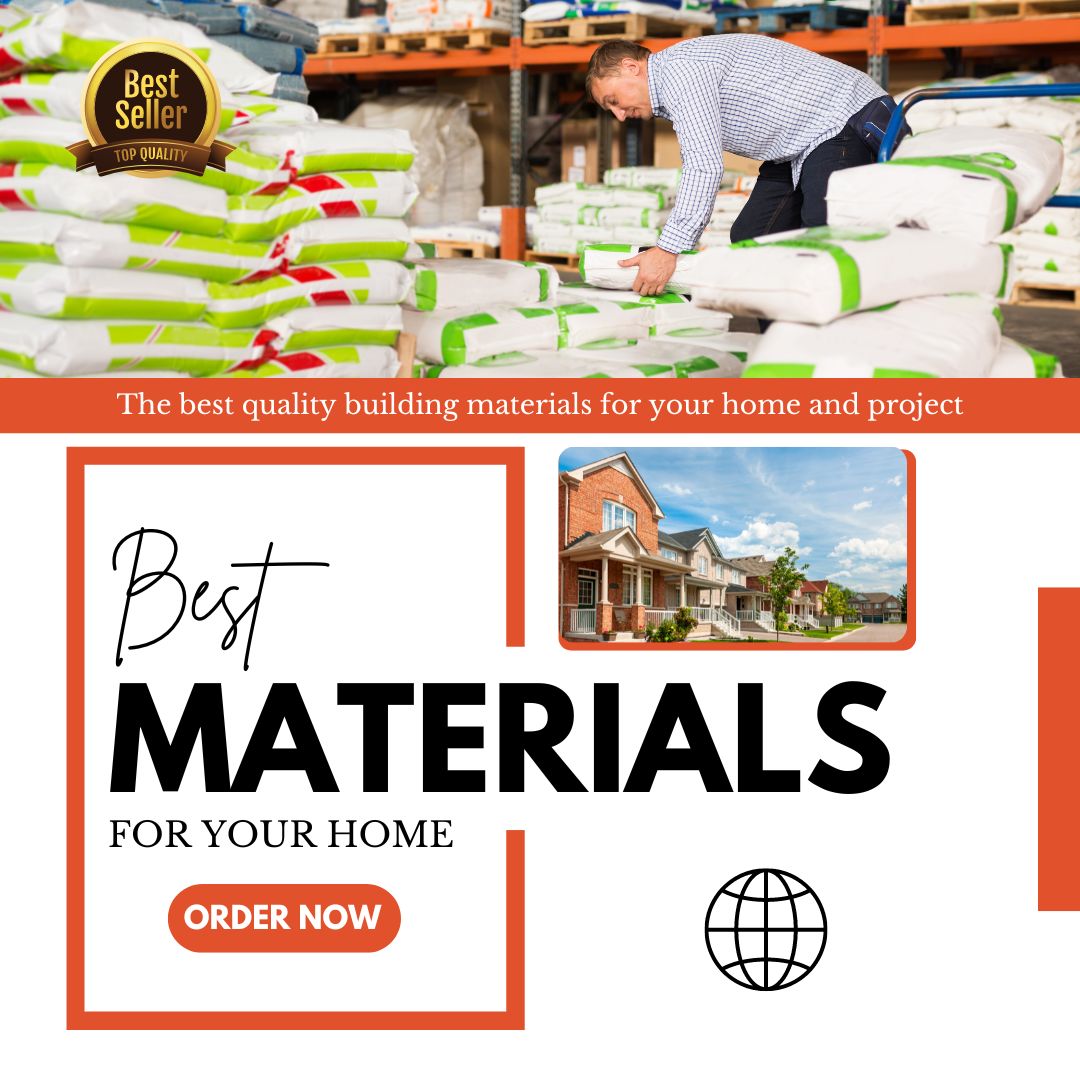 Best
Seller
TOP QUALITY
The best quality building materials for your home and project
Best
MATERIALS
FOR YOUR HOME
ORDER NOW